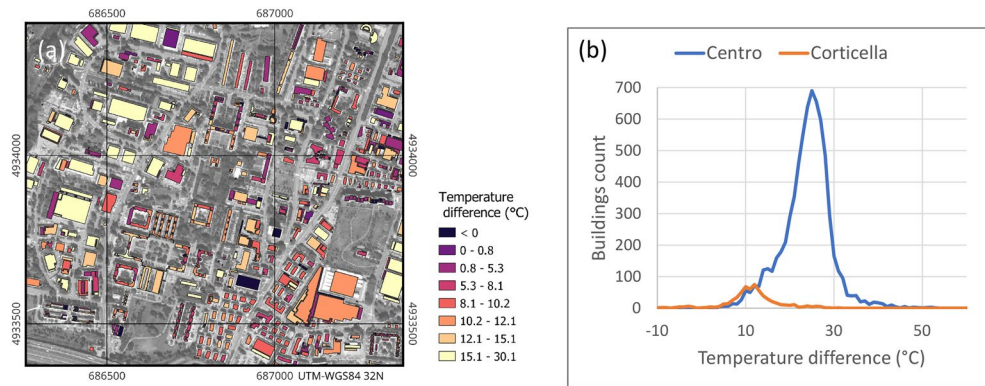 686500 687000
(a)
4934000 4934000
4933500 4933500
686500 687000 UTM-WGS84 32N
Temperature
difference (°C)
< 0
0 - 0.8
0.8 - 5.3
5.3 - 8.1
8.1 - 10.2
10.2 - 12.1
12.1 - 15.1
15.1 - 30.1
(b)
Centro Corticella
700
600
500
400
300
200
100
0
-10 10 30 50
Buildings count
Temperature difference (°C)